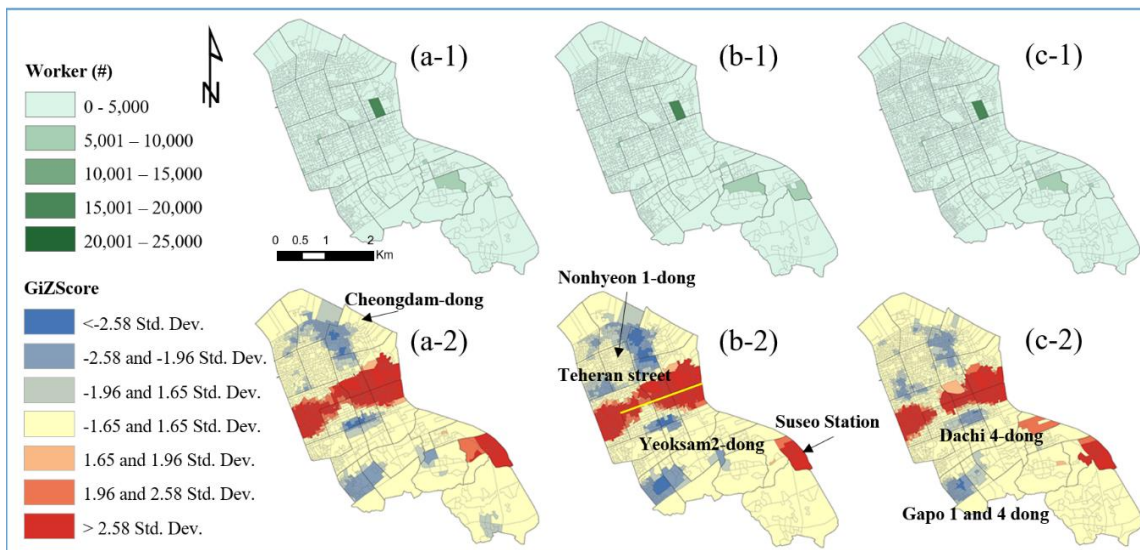 Worker (#)
0 - 5,000
5,001 – 10,000
10,001 – 15,000
15,001 – 20,000
20,001 – 25,000
N
0 0.5 1 2
Km
(a-1)
(b-1)
(c-1)
GiZScore
<-2.58 Std. Dev.
-2.58 and -1.96 Std. Dev.
-1.96 and 1.65 Std. Dev.
-1.65 and 1.65 Std. Dev.
1.65 and 1.96 Std. Dev.
1.96 and 2.58 Std. Dev.
> 2.58 Std. Dev.
Cheongdam-dong
(a-2)
Nonhyeon 1-dong
Teheran street
(b-2)
Yeoksam2-dong
Suseo Station
(c-2)
Dachi 4-dong
Gapo 1 and 4 dong